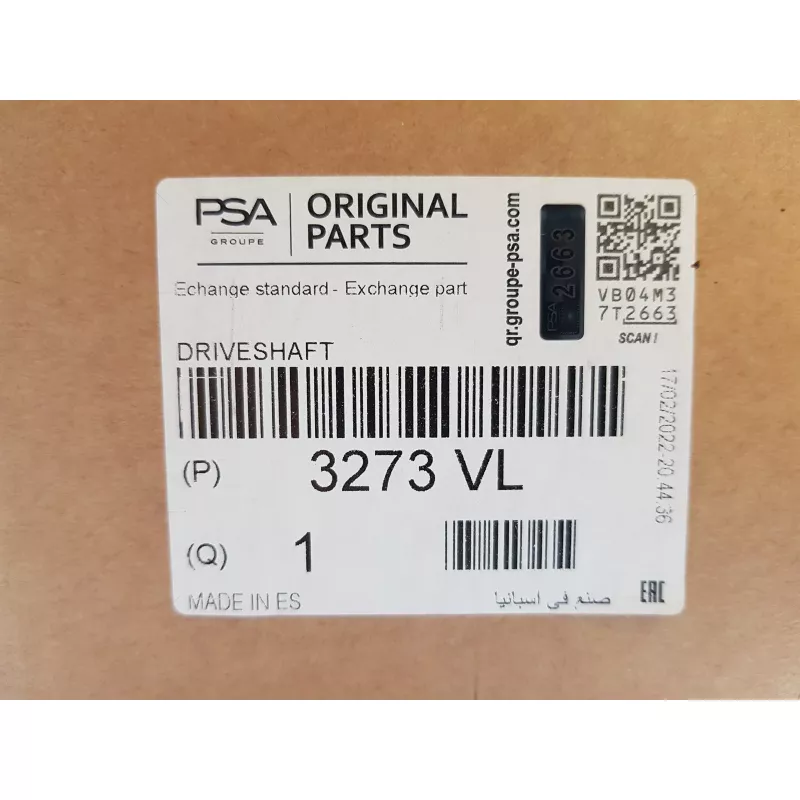 PSA
GROUPE
ORIGINAL
PARTS
Echange standard - Exchange part
qr.groupe-psa.com
PSA 2663
VB04M3
7T2663
SCAN!
DRIVESHAFT
17/02/2022-20:44:36
(P) 3273 VL
(Q) 1
MADE IN ES
صنع في اسبانيا
EAC